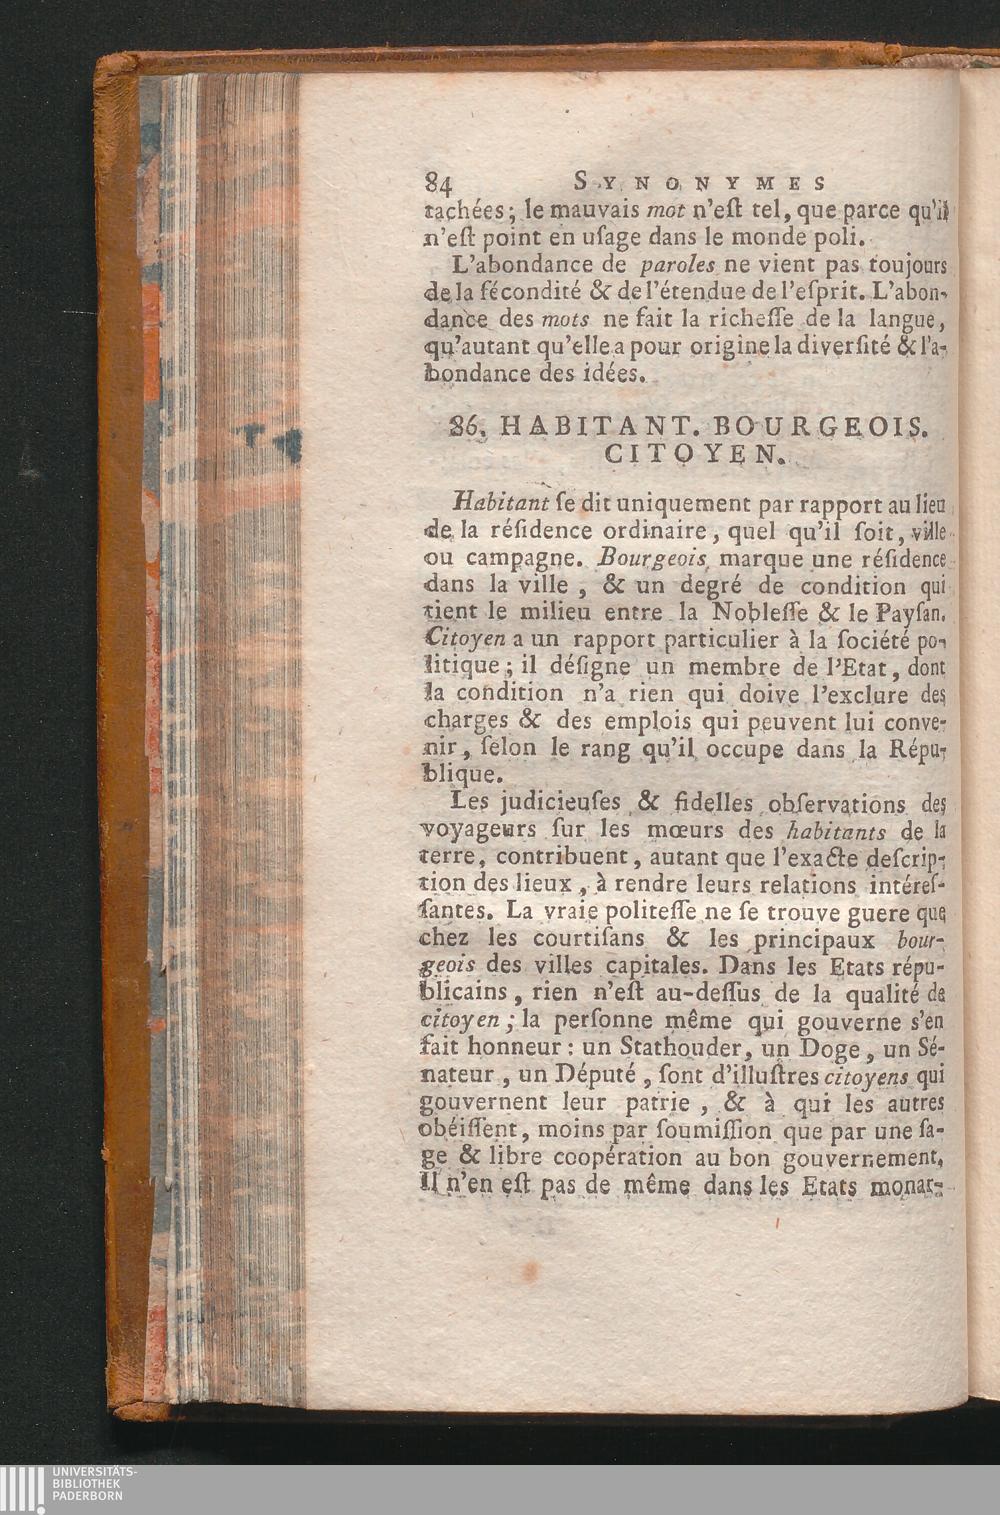 84 SYNONYMES
tachées; le mauvais mot n'eſt tel, que parce qu'il
n'eſt point en uſage dans le monde poli.
L'abondance de paroles ne vient pas toujours
de la fécondité & de l'étendue de l'eſprit. L'abon-
dance des mots ne fait la richeſſe de la langue,
qu'autant qu'elle a pour origine la diverſité & l'a-
bondance des idées.
86. HABITANT. BOURGEOIS.
CITOYEN.
Habitant ſe dit uniquement par rapport au lieu
de la réſidence ordinaire, quel qu'il ſoit, ville
ou campagne. Bourgeois marque une réſidence
dans la ville, & un degré de condition qui
tient le milieu entre la Nobleſſe & le Payſan.
Citoyen a un rapport particulier à la ſociété po-
litique; il déſigne un membre de l'Etat, dont
la condition n'a rien qui doive l'exclure des
charges & des emplois qui peuvent lui conve-
nir, ſelon le rang qu'il occupe dans la Répu-
blique.
Les judicieuſes & fidelles obſervations des
voyageurs ſur les mœurs des habitants de la
terre, contribuent, autant que l'exacte deſcrip-
tion des lieux, à rendre leurs relations intéreſ-
ſantes. La vraie politeſſe ne ſe trouve guere que
chez les courtiſans & les principaux bour-
geois des villes capitales. Dans les Etats répu-
blicains, rien n'eſt au-deſſus de la qualité de
citoyen; la perſonne même qui gouverne s'en
fait honneur: un Stathouder, un Doge, un Sé-
nateur, un Député, ſont d'illuſtres citoyens qui
gouvernent leur patrie, & à qui les autres
obéiſſent, moins par ſoumiſſion que par une ſa-
ge & libre coopération au bon gouvernement.
Il n'en eſt pas de même dans les Etats monar-
UNIVERSITÄTS-
BIBLIOTHEK
PADERBORN